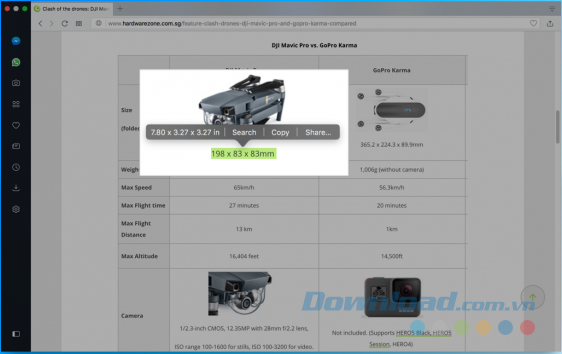 Clash of the drones: DJI Mavi
www.hardwarezone.com.sg/feature-clash-drones-dji-mavic-pro-and-gopro-karma-compared
DJI Mavic Pro vs. GoPro Karma
GoPro Karma
Size
(folded
7.80 x 3.27 x 3.27 in | Search | Copy | Share...
198 x 83 x 83mm
365.2 x 224.3 x 89.9mm
Weight
1,006g (without camera)
Max Speed
65km/h
56.3km/h
Max Flight time
27 minutes
20 minutes
Max Flight
Distance
13 km
1km
Max Altitude
16,404 feet
14,500ft
Camera
1/2.3-inch CMOS, 12.35MP with 28mm f/2.2 lens,
ISO range 100-1600 for stills, ISO 100-3200 for video.
Not included. (Supports HERO5 Black, HERO5
Session, HERO4)
Download.com.vn